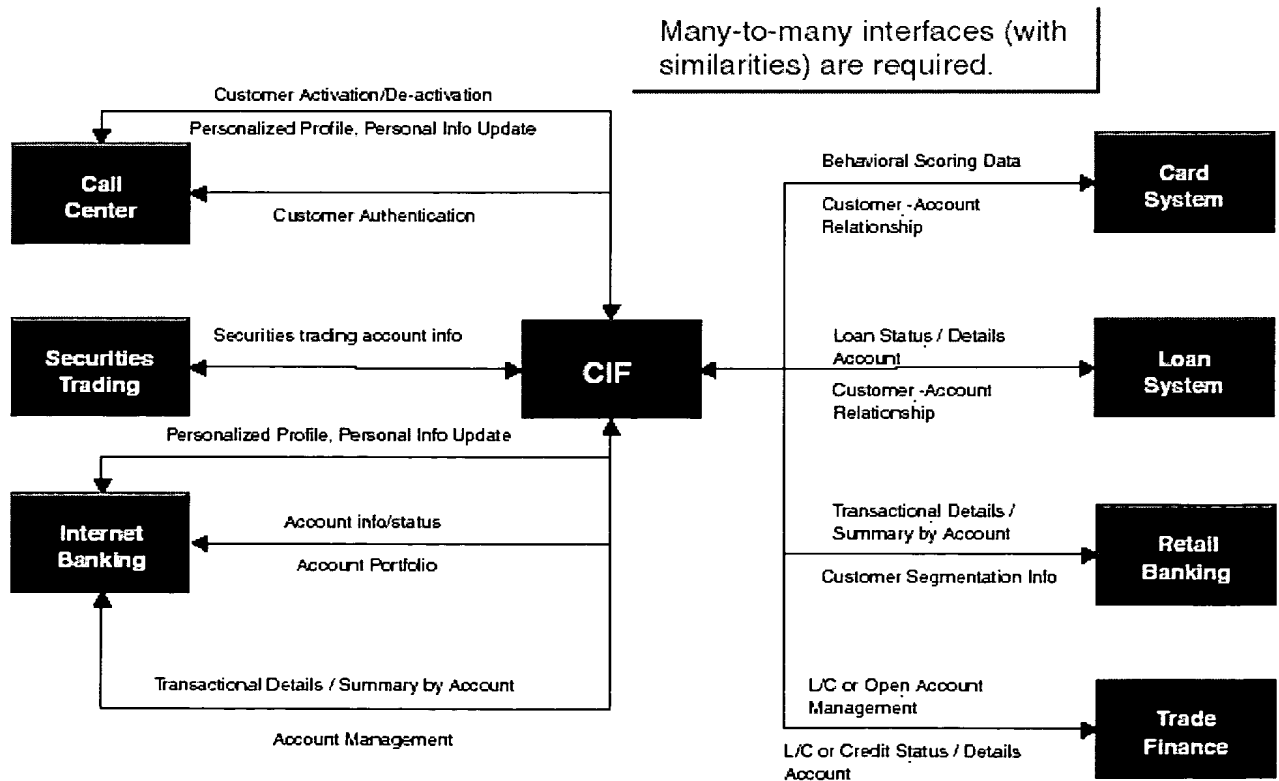 Many-to-many interfaces (with
similarities) are required.
Customer Activation/De-activation
Personalized Profile, Personal Info Update
Call
Center
Customer Authentication
Securities trading account info
Securities
Trading
CIF
Personalized Profile, Personal Info Update
Internet
Banking
Account info/status
Account Portfolio
Transactional Details / Summary by Account
Account Management
Behavioral Scoring Data
Customer -Account
Relationship
Card
System
Loan Status / Details
Account
Customer -Account
Relationship
Loan
System
Transactional Details /
Summary by Account
Customer Segmentation Info
Retail
Banking
L/C or Open Account
Management
L/C or Credit Status / Details
Account
Trade
Finance